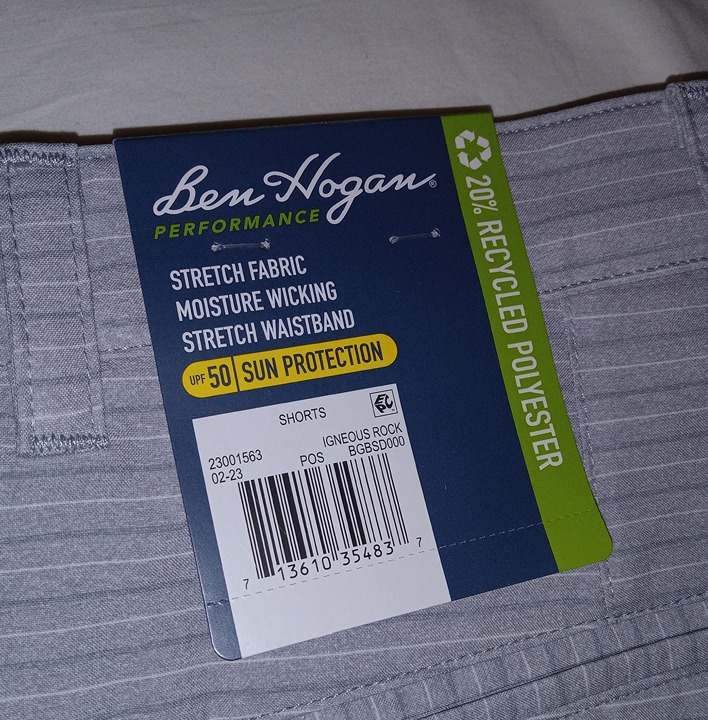 Ben Hogan®
PERFORMANCE
STRETCH FABRIC
MOISTURE WICKING
STRETCH WAISTBAND
UPF 50 SUN PROTECTION
20% RECYCLED POLYESTER
SHORTS
EPC
23001563 IGNEOUS ROCK
02-23 POS BGBSD000
7 13610 35483 7